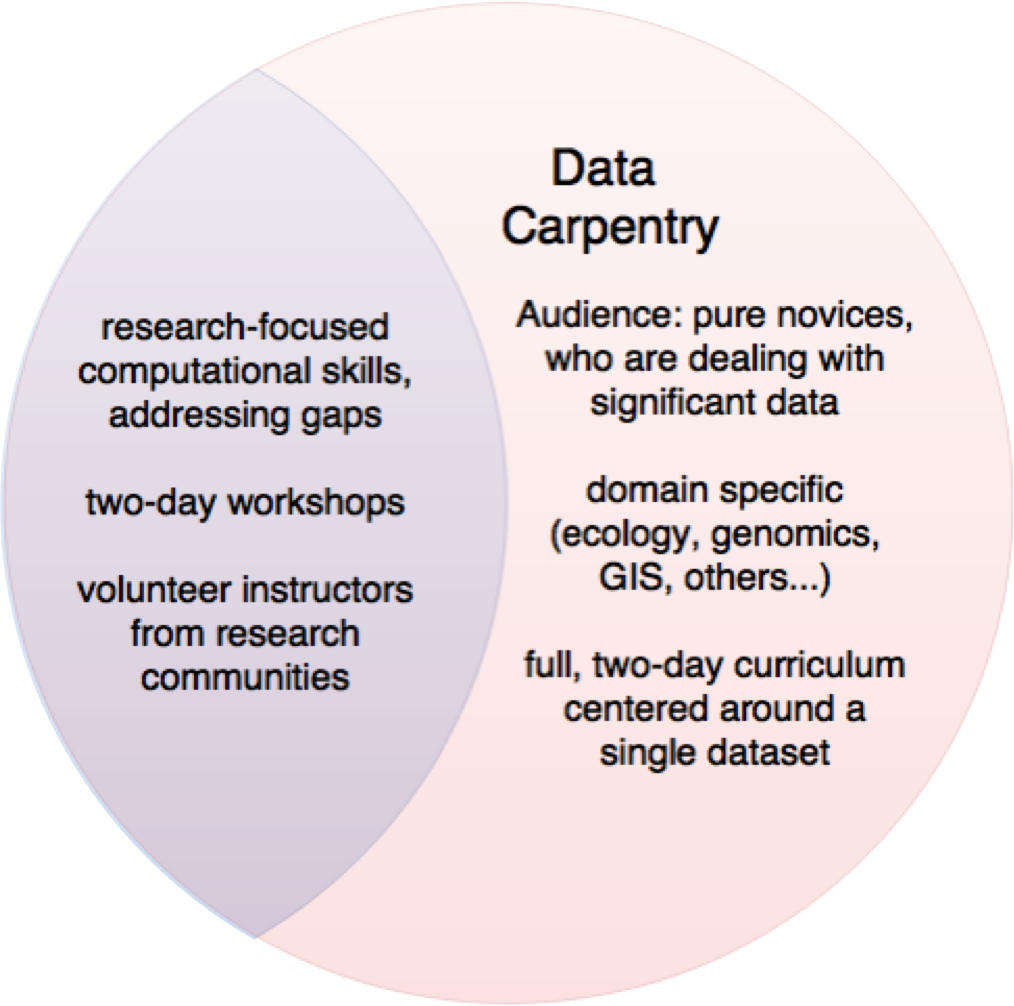 research-focused
computational skills,
addressing gaps
two-day workshops
volunteer instructors
from research
communities
Data
Carpentry
Audience: pure novices,
who are dealing with
significant data
domain specific
(ecology, genomics,
GIS, others...)
full, two-day curriculum
centered around a
single dataset